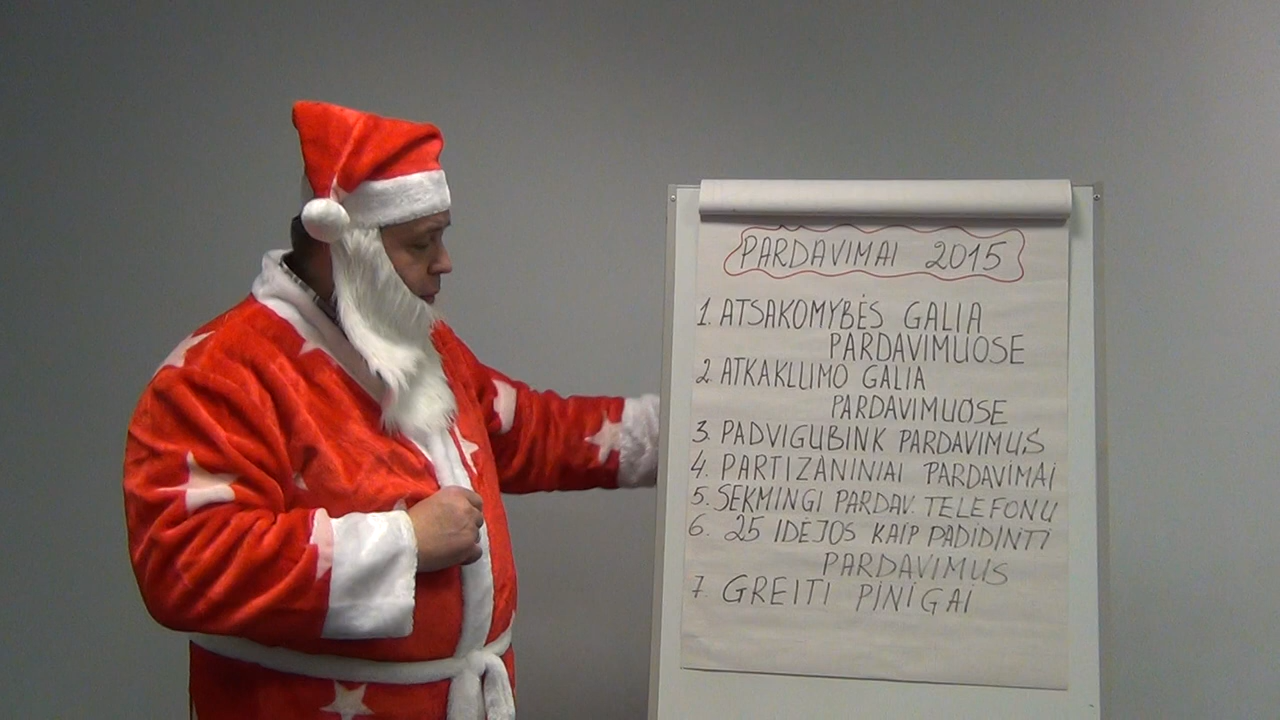 PARDAVIMAI 2015
1. ATSAKOMYBĖS GALIA
PARDAVIMUOSE
2. ATKAKLUMO GALIA
PARDAVIMUOSE
3. PADVIGUBINK PARDAVIMUS
4. PARTIZANINIAI PARDAVIMAI
5. SĖKMINGI PARDAV. TELEFONU
6. 25 IDĖJOS KAIP PADIDINTI
PARDAVIMUS
7 GREITI PINIGAI